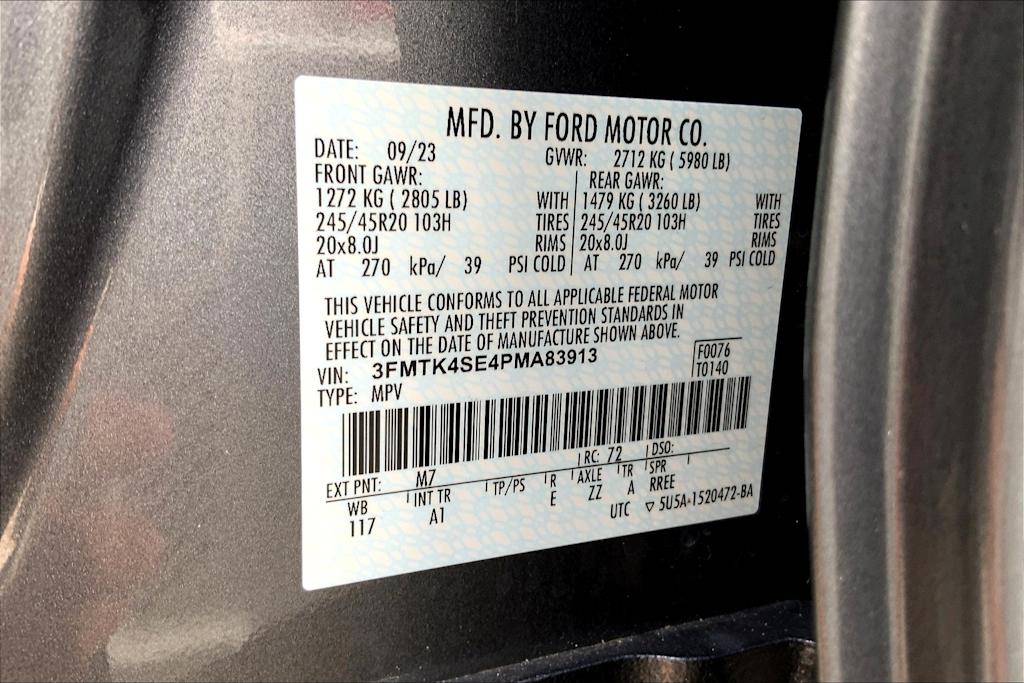 MFD. BY FORD MOTOR CO.
DATE: 09/23 GVWR: 2712 KG ( 5980 LB)
FRONT GAWR: REAR GAWR:
1272 KG ( 2805 LB) WITH 1479 KG ( 3260 LB) WITH
245/45R20 103H TIRES 245/45R20 103H TIRES
20x8.0J RIMS 20x8.0J RIMS
AT 270 kPa/ 39 PSI COLD AT 270 kPa/ 39 PSI COLD
THIS VEHICLE CONFORMS TO ALL APPLICABLE FEDERAL MOTOR
VEHICLE SAFETY AND THEFT PREVENTION STANDARDS IN
EFFECT ON THE DATE OF MANUFACTURE SHOWN ABOVE.
VIN: 3FMTK4SE4PMA83913 F0076
TYPE: MPV T0140
EXT PNT: M7 RC: 72 DSO:
WB INT TR TP/PS R AXLE TR SPR
117 A1 E ZZ A RREE
UTC ▽ 5U5A-1520472-BA